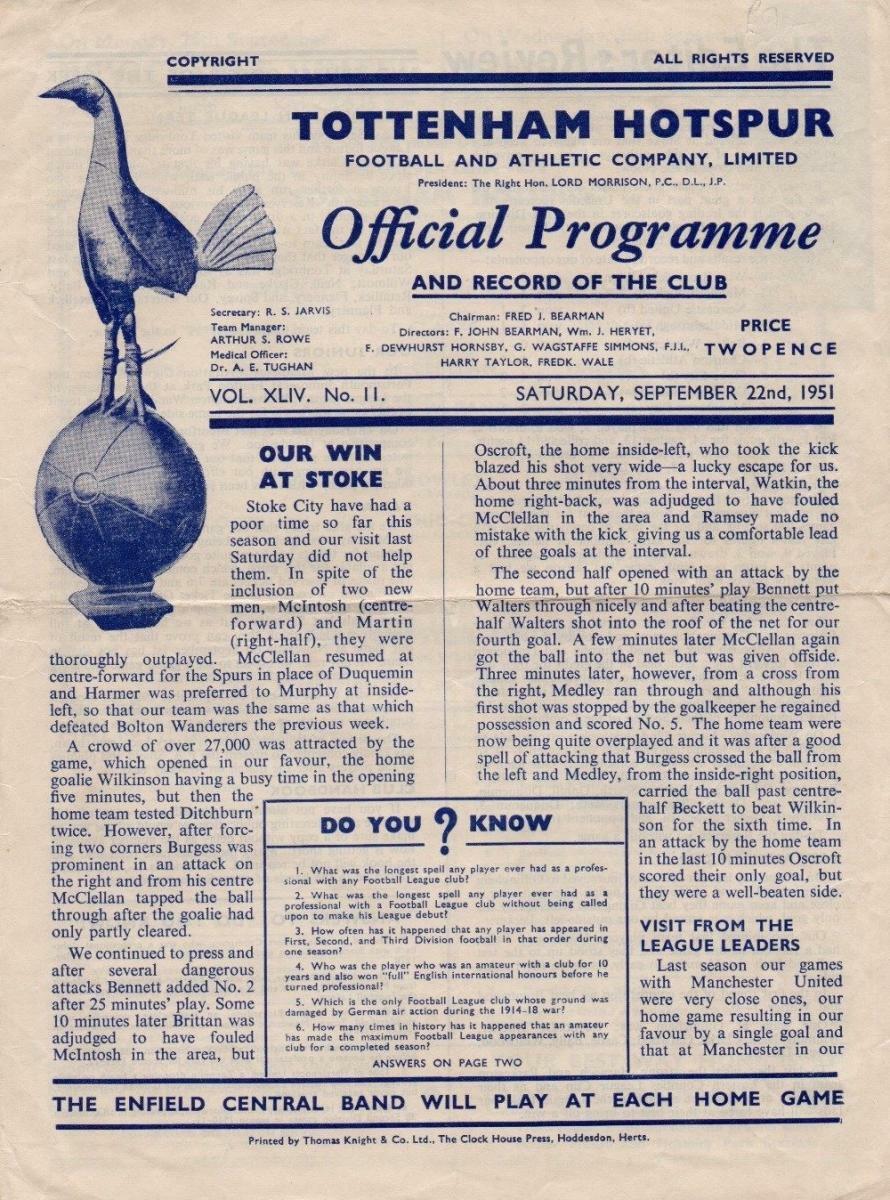 COPYRIGHT
ALL RIGHTS RESERVED
TOTTENHAM HOTSPUR
FOOTBALL AND ATHLETIC COMPANY, LIMITED
President: The Right Hon. LORD MORRISON, P.C., D.L., J.P.
Official Programme
AND RECORD OF THE CLUB
Secretary: R. S. JARVIS
Team Manager:
ARTHUR S. ROWE
Medical Officer:
Dr. A. E. TUGHAN
Chairman: FRED J. BEARMAN
Directors: F. JOHN BEARMAN, Wm. J. HERYET,
F. DEWHURST HORNSBY, G. WAGSTAFFE SIMMONS, F.J.I.,
HARRY TAYLOR, FREDK. WALE
PRICE
TWOPENCE
VOL. XLIV. No. 11.
SATURDAY, SEPTEMBER 22nd, 1951
OUR WIN
AT STOKE
Stoke City have had a
poor time so far this
season and our visit last
Saturday did not help
them. In spite of the
inclusion of two new
men, McIntosh (centre-
forward) and Martin
(right-half), they were
thoroughly outplayed. McClellan resumed at
centre-forward for the Spurs in place of Duquemin
and Harmer was preferred to Murphy at inside-
left, so that our team was the same as that which
defeated Bolton Wanderers the previous week.
A crowd of over 27,000 was attracted by the
game, which opened in our favour, the home
goalie Wilkinson having a busy time in the opening
five minutes, but then the
home team tested Ditchburn
twice. However, after forc-
ing two corners Burgess was
prominent in an attack on
the right and from his centre
McClellan tapped the ball
through after the goalie had
only partly cleared.
We continued to press and
after several dangerous
attacks Bennett added No. 2
after 25 minutes' play. Some
10 minutes later Brittan was
adjudged to have fouled
McIntosh in the area, but
Oscroft, the home inside-left, who took the kick
blazed his shot very wide—a lucky escape for us.
About three minutes from the interval, Watkin, the
home right-back, was adjudged to have fouled
McClellan in the area and Ramsey made no
mistake with the kick giving us a comfortable lead
of three goals at the interval.
The second half opened with an attack by the
home team, but after 10 minutes' play Bennett put
Walters through nicely and after beating the centre-
half Walters shot into the roof of the net for our
fourth goal. A few minutes later McClellan again
got the ball into the net but was given offside.
Three minutes later, however, from a cross from
the right, Medley ran through and although his
first shot was stopped by the goalkeeper he regained
possession and scored No. 5. The home team were
now being quite overplayed and it was after a good
spell of attacking that Burgess crossed the ball from
the left and Medley, from the inside-right position,
carried the ball past centre-
half Beckett to beat Wilkin-
son for the sixth time. In
an attack by the home team
in the last 10 minutes Oscroft
scored their only goal, but
they were a well-beaten side.
VISIT FROM THE
LEAGUE LEADERS
Last season our games
with Manchester United
were very close ones, our
home game resulting in our
favour by a single goal and
that at Manchester in our
DO YOU ? KNOW
1. What was the longest spell any player ever had as a profes-
sional with any Football League club?
2. What was the longest spell any player ever had as a
professional with a Football League club without being called
upon to make his League debut?
3. How often has it happened that any player has appeared in
First, Second, and Third Division football in that order during
one season?
4. Who was the player who was an amateur with a club for 10
years and also won "full" English international honours before he
turned professional?
5. Which is the only Football League club whose ground was
damaged by German air action during the 1914-18 war?
6. How many times in history has it happened that an amateur
has made the maximum Football League appearances with any
club for a completed season?
ANSWERS ON PAGE TWO
THE ENFIELD CENTRAL BAND WILL PLAY AT EACH HOME GAME
Printed by Thomas Knight & Co. Ltd., The Clock House Press, Hoddesdon, Herts.